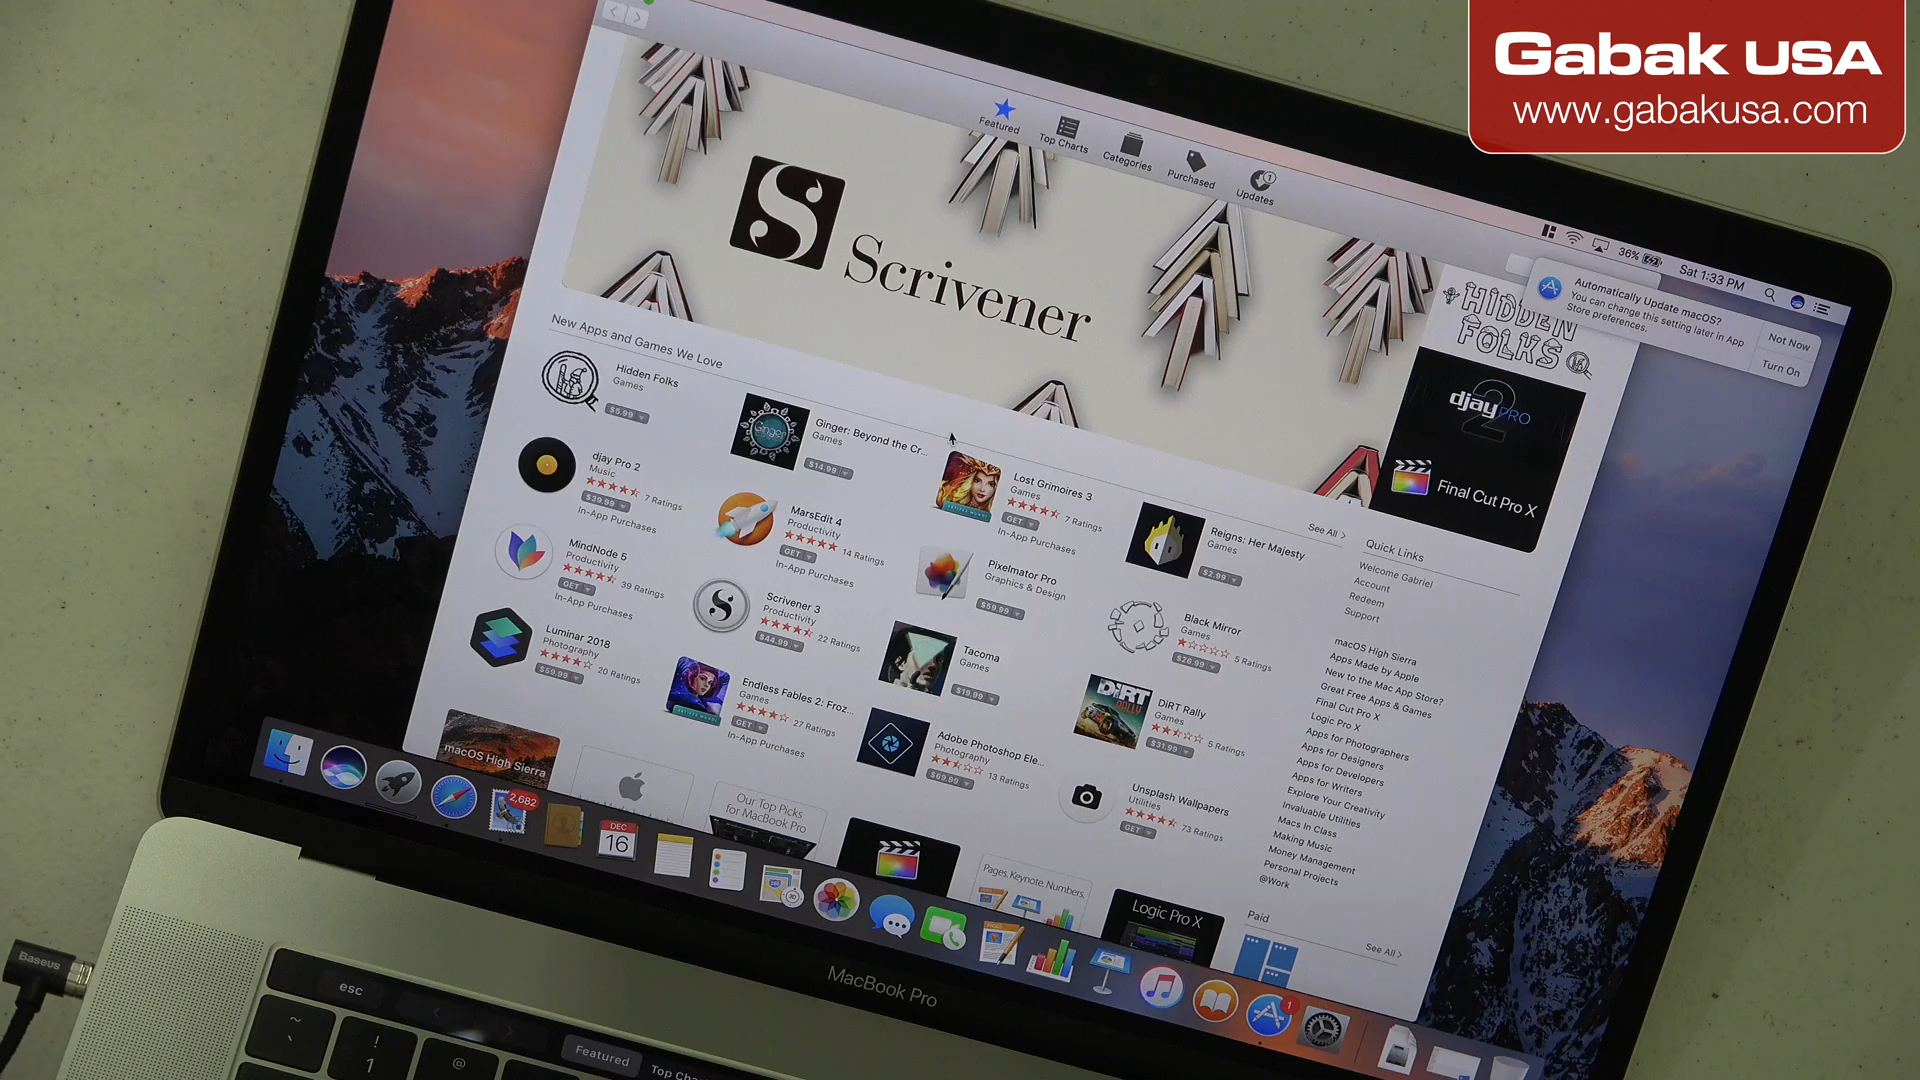 Gabak USA
www.gabakusa.com
Featured
Top Charts
Categories
Purchased
1
Updates
36%
Sat 1:33 PM
Automatically Update macOS?
You can change this setting later in App
Store preferences.
Not Now
Turn On
S
Scrivener
HIDDEN
FOLKS
2
djay PRO
Final Cut Pro X
New Apps and Games We Love
See All >
Hidden Folks
Games
$5.99
Ginger
Ginger: Beyond the Cr...
Games
$14.99
Lost Grimoires 3
Games
7 Ratings
GET
In-App Purchases
Reigns: Her Majesty
Games
$2.99
djay Pro 2
Music
7 Ratings
$39.99
In-App Purchases
MarsEdit 4
Productivity
14 Ratings
GET
In-App Purchases
Pixelmator Pro
Graphics & Design
$59.99
Black Mirror
Games
5 Ratings
$26.99
MindNode 5
Productivity
39 Ratings
GET
In-App Purchases
S
Scrivener 3
Productivity
22 Ratings
$44.99
Tacoma
Games
$19.99
DiRT
DiRT Rally
Games
5 Ratings
$31.99
Luminar 2018
Photography
20 Ratings
$59.99
Endless Fables 2: Froz...
Games
27 Ratings
GET
In-App Purchases
Adobe Photoshop Ele...
Photography
13 Ratings
$69.99
Unsplash Wallpapers
Utilities
73 Ratings
GET
Quick Links
Welcome Gabriel
Account
Redeem
Support
macOS High Sierra
Apps Made by Apple
New to the Mac App Store?
Great Free Apps & Games
Final Cut Pro X
Logic Pro X
Apps for Photographers
Apps for Designers
Apps for Developers
Apps for Writers
Explore Your Creativity
Invaluable Utilities
Macs In Class
Making Music
Money Management
Personal Projects
@Work
Paid
See All >
macOS High Sierra
Our Top Picks
for MacBook Pro
Pages, Keynote, Numbers,
Logic Pro X
2,682
DEC
16
1
MacBook Pro
Baseus
esc
Featured
Top Cha
~
!
1
@